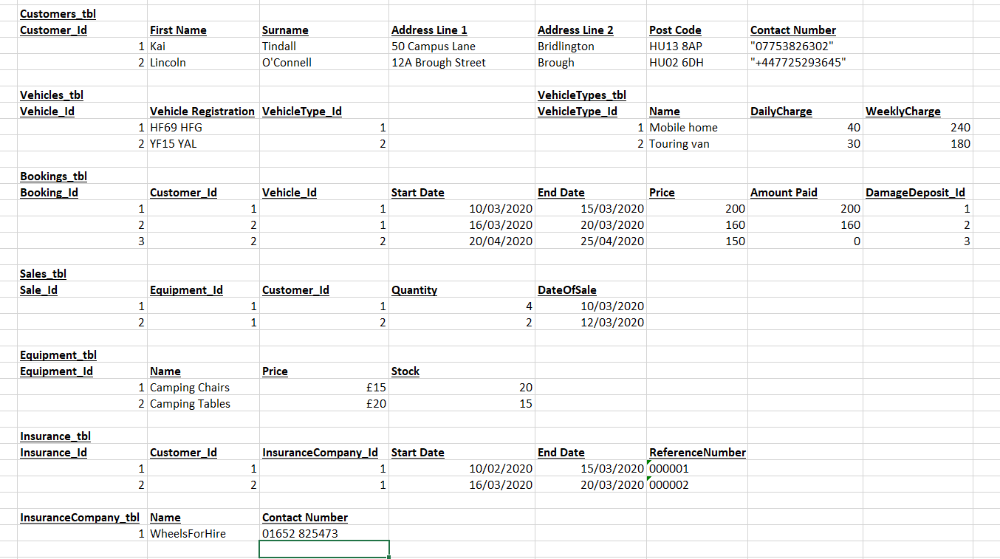 Customers_tbl
Customer_Id First Name Surname Address Line 1 Address Line 2 Post Code Contact Number
1 Kai Tindall 50 Campus Lane Bridlington HU13 8AP "07753826302"
2 Lincoln O'Connell 12A Brough Street Brough HU02 6DH "+447725293645"
Vehicles_tbl VehicleTypes_tbl
Vehicle_Id Vehicle Registration VehicleType_Id VehicleType_Id Name DailyCharge WeeklyCharge
1 HF69 HFG 1 1 Mobile home 40 240
2 YF15 YAL 2 2 Touring van 30 180
Bookings_tbl
Booking_Id Customer_Id Vehicle_Id Start Date End Date Price Amount Paid DamageDeposit_Id
1 1 1 10/03/2020 15/03/2020 200 200 1
2 2 1 16/03/2020 20/03/2020 160 160 2
3 2 2 20/04/2020 25/04/2020 150 0 3
Sales_tbl
Sale_Id Equipment_Id Customer_Id Quantity DateOfSale
1 1 1 4 10/03/2020
2 1 2 2 12/03/2020
Equipment_tbl
Equipment_Id Name Price Stock
1 Camping Chairs £15 20
2 Camping Tables £20 15
Insurance_tbl
Insurance_Id Customer_Id InsuranceCompany_Id Start Date End Date ReferenceNumber
1 1 1 10/02/2020 15/03/2020 000001
2 2 1 16/03/2020 20/03/2020 000002
InsuranceCompany_tbl Name Contact Number
1 WheelsForHire 01652 825473